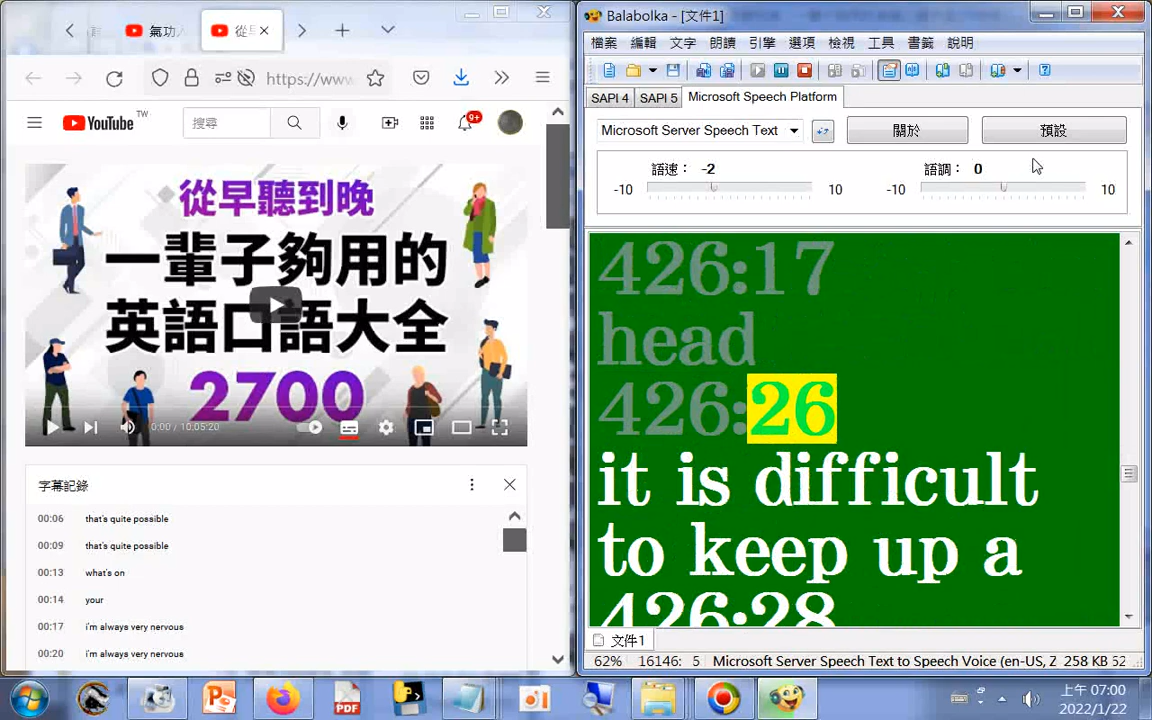 氣功
從
https://www
YouTube TW
搜尋
9+
從早聽到晚
一輩子夠用的
英語口語大全
2700
0:00 / 10:05:20
字幕記錄
00:06 that's quite possible
00:09 that's quite possible
00:13 what's on
00:14 your
00:17 i'm always very nervous
00:20 i'm always very nervous
Balabolka - [文件1]
檔案 編輯 文字 朗讀 引擎 選項 檢視 工具 書籤 說明
SAPI 4 SAPI 5 Microsoft Speech Platform
Microsoft Server Speech Text
關於
預設
語速： -2
語調： 0
-10 10 -10 10
426:17
head
426:26
it is difficult
to keep up a
426:28
文件1
62% 16146: 5 Microsoft Server Speech Text to Speech Voice (en-US, Z 258 KB 52
PDF
上午 07:00
2022/1/22